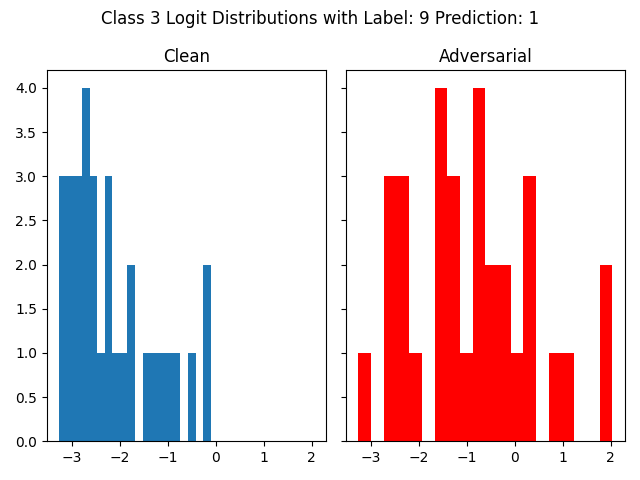 Class 3 Logit Distributions with Label: 9 Prediction: 1
Clean
Adversarial
4.0
3.5
3.0
2.5
2.0
1.5
1.0
0.5
0.0
−3 −2 −1 0 1 2
−3 −2 −1 0 1 2